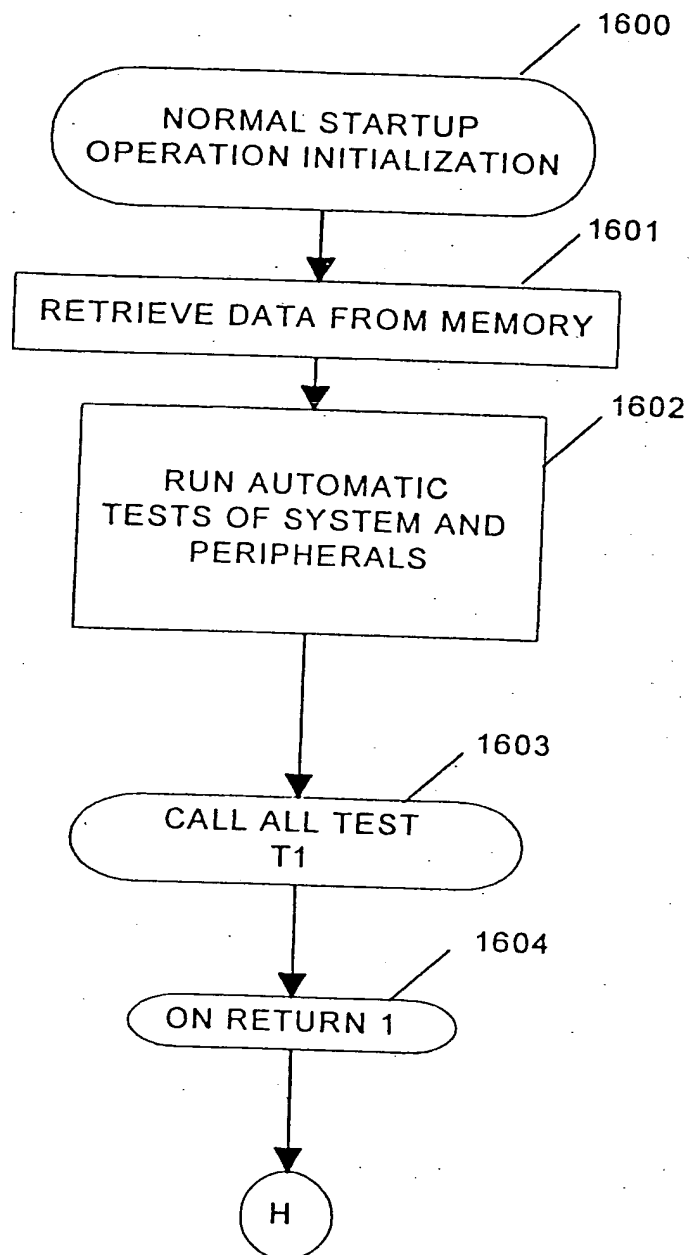 1600
NORMAL STARTUP
OPERATION INITIALIZATION
1601
RETRIEVE DATA FROM MEMORY
1602
RUN AUTOMATIC
TESTS OF SYSTEM AND
PERIPHERALS
1603
CALL ALL TEST
T1
1604
ON RETURN 1
H